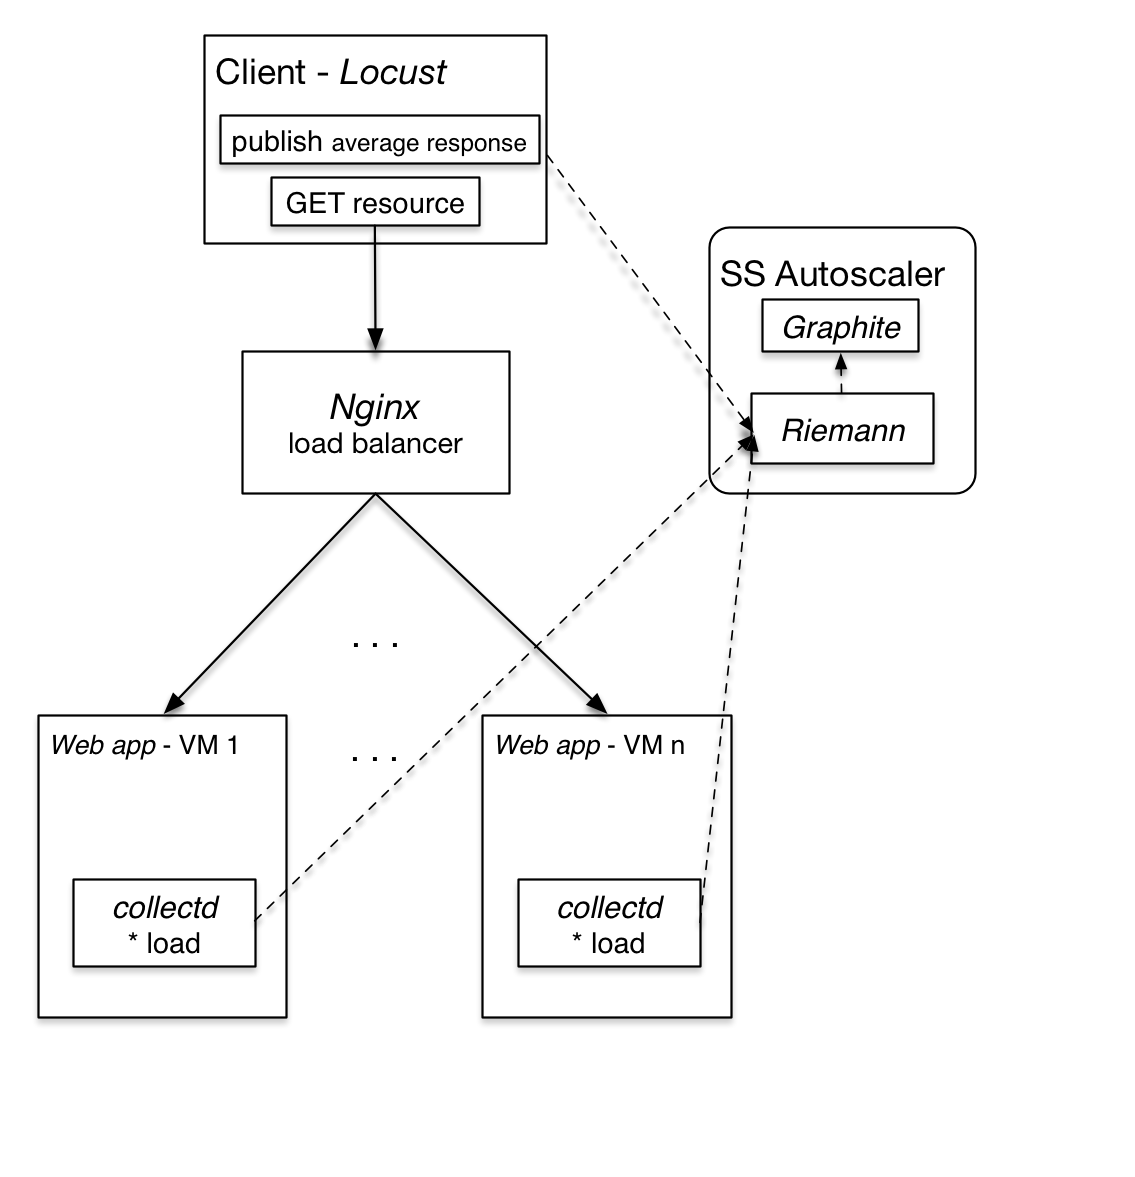 Client - Locust
publish average response
GET resource
SS Autoscaler
Graphite
Riemann
Nginx
load balancer
. . .
Web app - VM 1
. . .
Web app - VM n
collectd
* load
collectd
* load